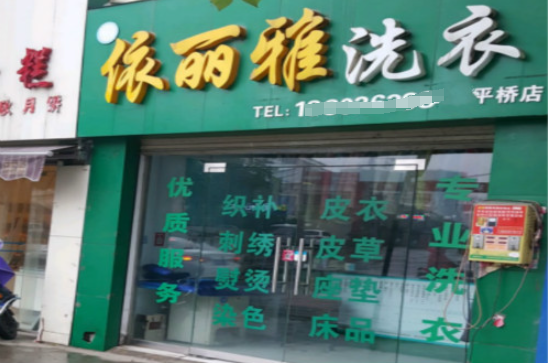 依丽雅洗衣
TEL:
平桥店
优质服务
织补
刺绣
熨烫
染色
皮衣
皮草
座垫
床品
专业洗衣